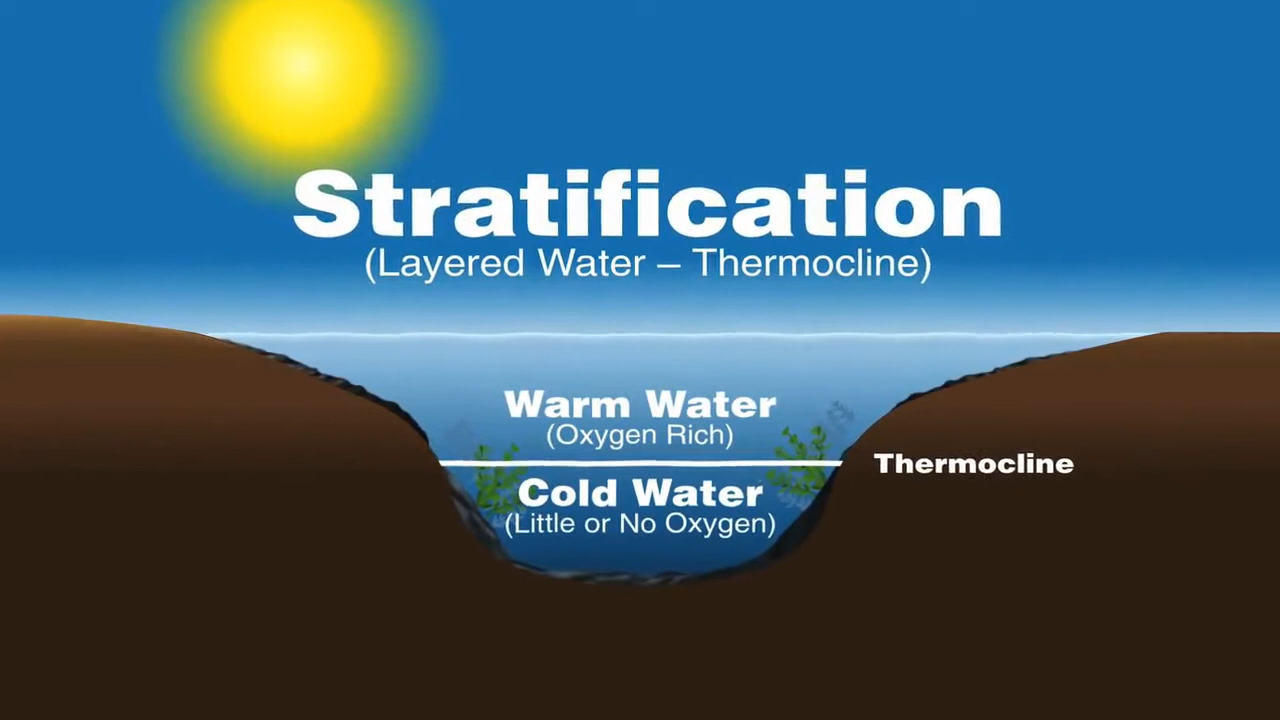 Stratification
(Layered Water – Thermocline)
Warm Water
(Oxygen Rich)
Thermocline
Cold Water
(Little or No Oxygen)